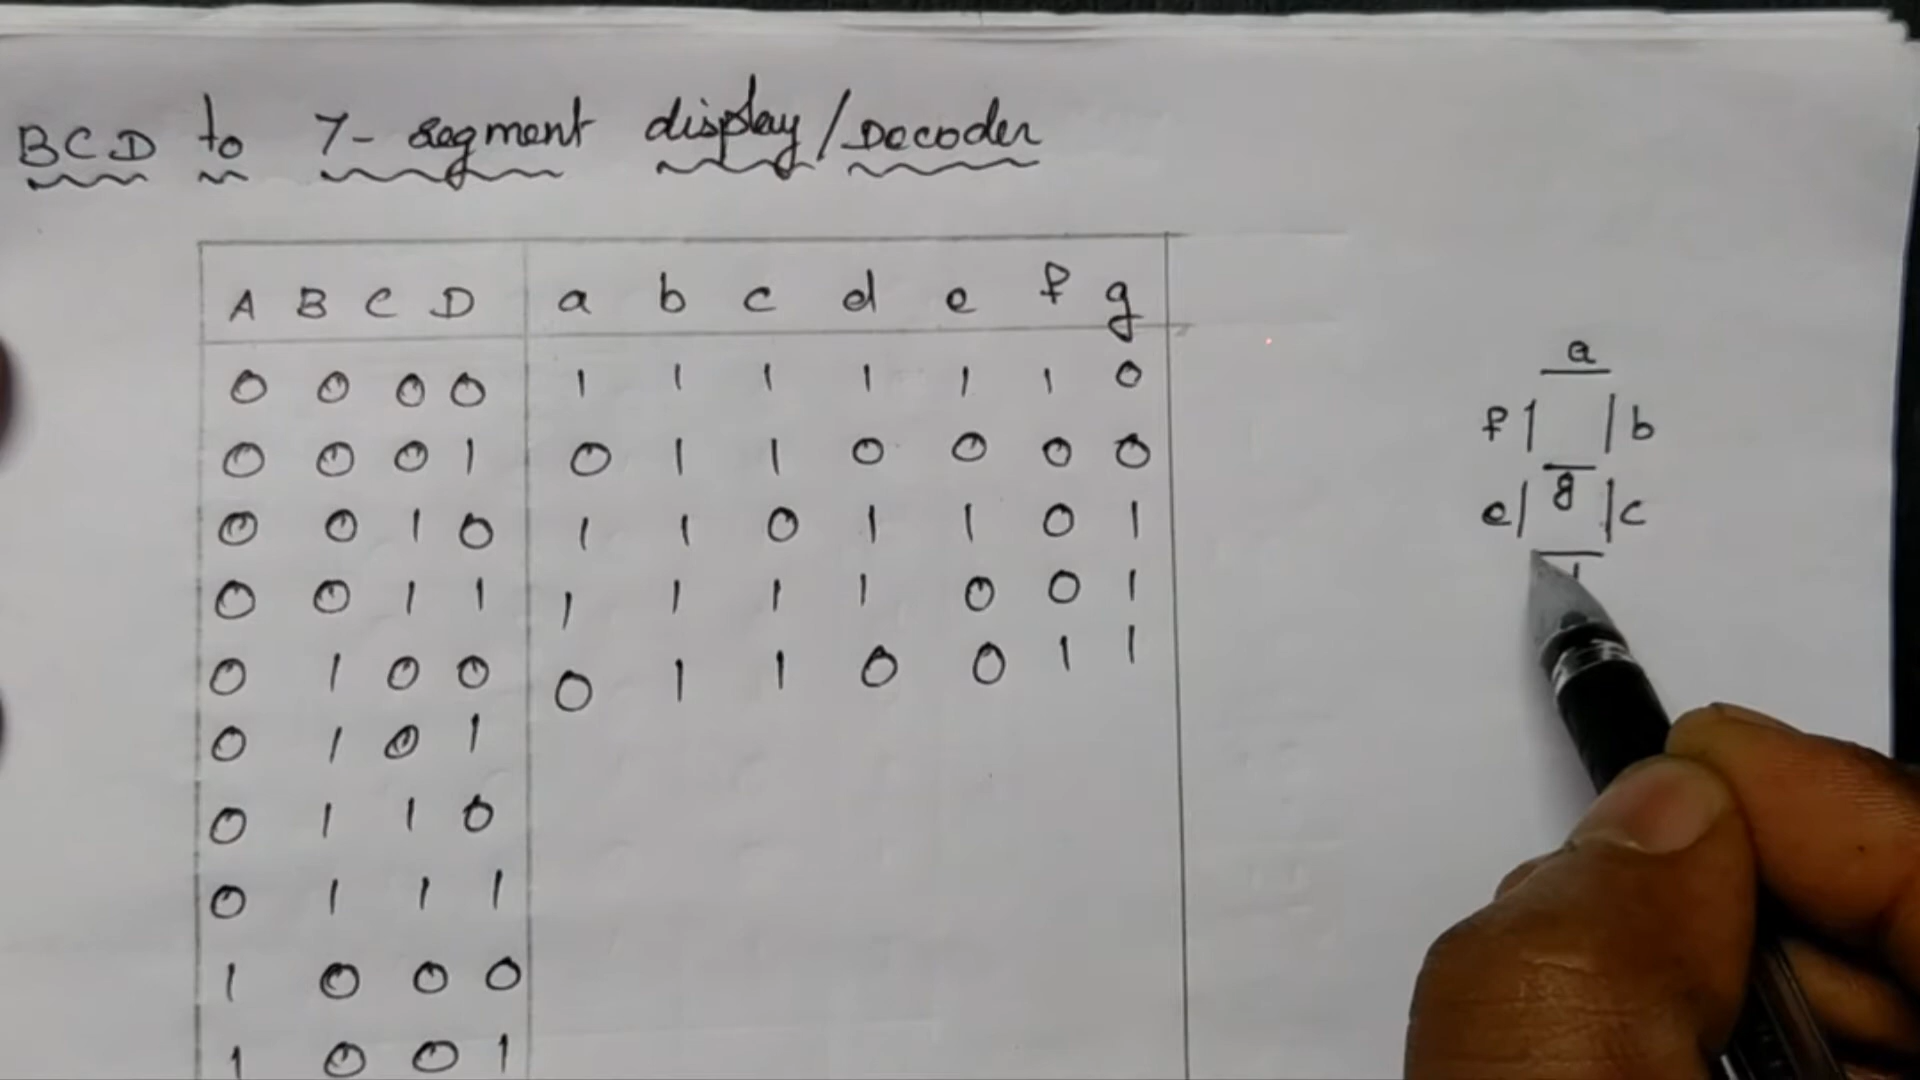 BCD to 7-segment display/Decoder
A B C D a b c d e f g
0 0 0 0 1 1 1 1 1 1 0
0 0 0 1 0 1 1 0 0 0 0
0 0 1 0 1 1 0 1 1 0 1
0 0 1 1 1 1 1 1 0 0 1
0 1 0 0 0 1 1 0 0 1 1
0 1 0 1
0 1 1 0
0 1 1 1
1 0 0 0
1 0 0 1
a
f b
g
e c